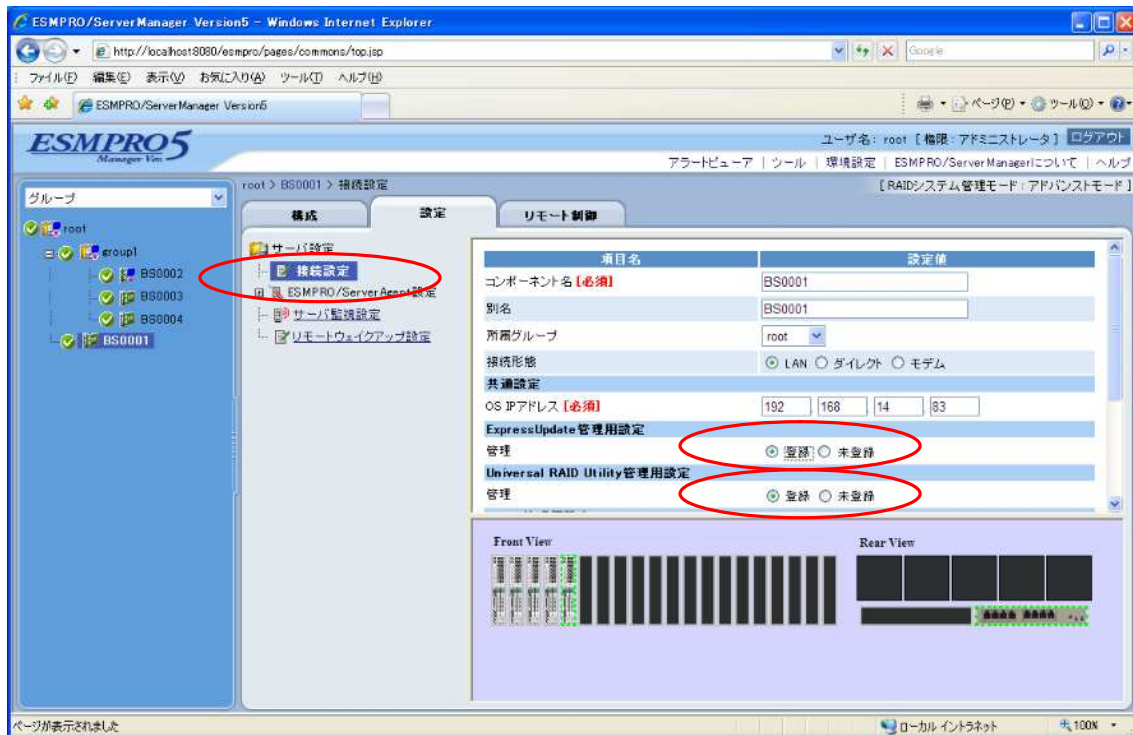 ESMPRO/ServerManager Version5 - Windows Internet Explorer
http://localhost:8080/esmpro/pages/commons/top.jsp
Google
ファイル(F) 編集(E) 表示(V) お気に入り(A) ツール(T) ヘルプ(H)
ESMPRO/ServerManager Version5
ページ(P) ツール(O)
ESMPRO5
Manager Ver.
ユーザ名: root [権限:アドミニストレータ] ログアウト
アラートビューア | ツール | 環境設定 | ESMPRO/ServerManagerについて | ヘルプ
グループ
root
group1
BS0002
BS0003
BS0004
BS0001
root > BS0001 > 接続設定
[RAIDシステム管理モード:アドバンストモード]
構成 設定 リモート制御
サーバ設定
接続設定
ESMPRO/ServerAgent設定
サーバ監視設定
リモートウェイクアップ設定
項目名 設定値
コンポーネント名 [必須] BS0001
別名 BS0001
所属グループ root
接続形態 LAN ダイレクト モデム
共通設定
OS IPアドレス [必須] 192 . 168 . 14 . 83
ExpressUpdate管理用設定
管理 登録 未登録
Universal RAID Utility管理用設定
管理 登録 未登録
Front View Rear View
ページが表示されました
ローカル イントラネット
100%